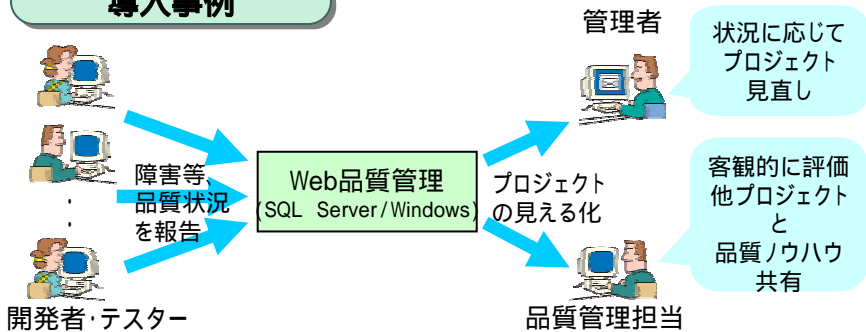 導入事例
管理者
状況に応じて
プロジェクト
見直し
障害等、
品質状況
を報告
Web品質管理
(SQL Server/Windows)
プロジェクト
の見える化
客観的に評価
他プロジェクト
と
品質ノウハウ
共有
開発者・テスター
品質管理担当